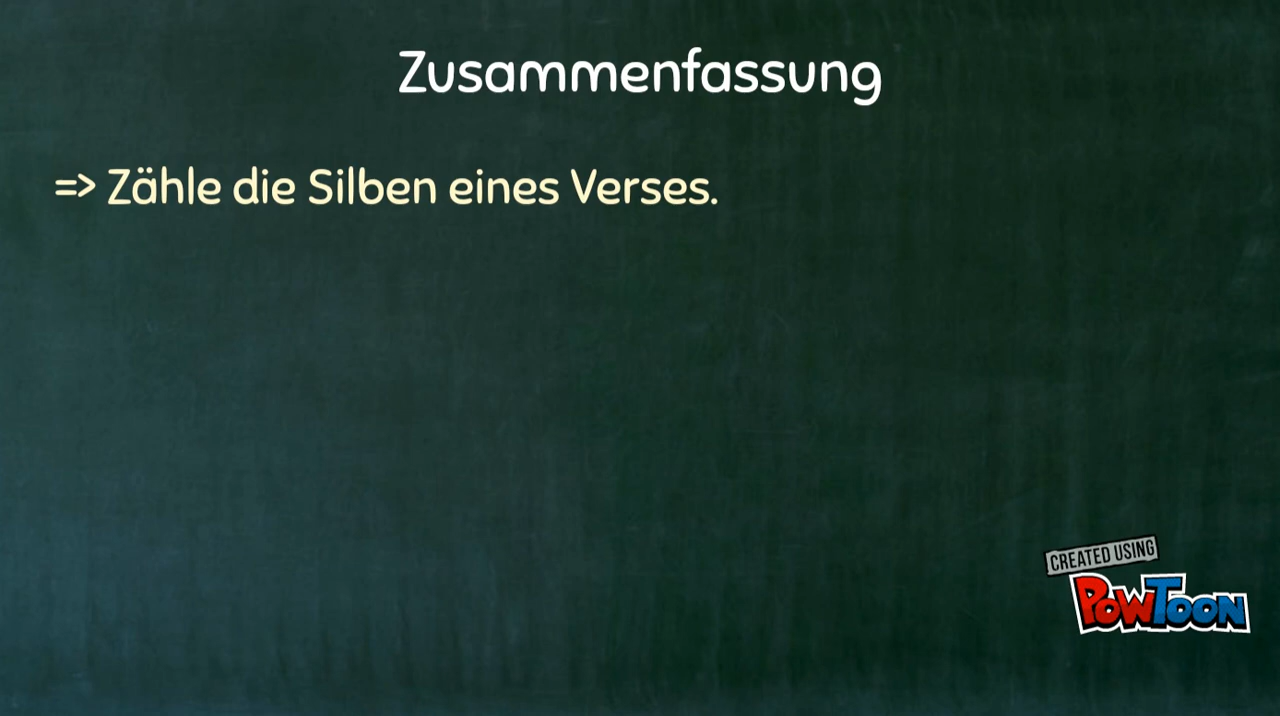 Zusammenfassung
=> Zähle die Silben eines Verses.
CREATED USING
POWTOON